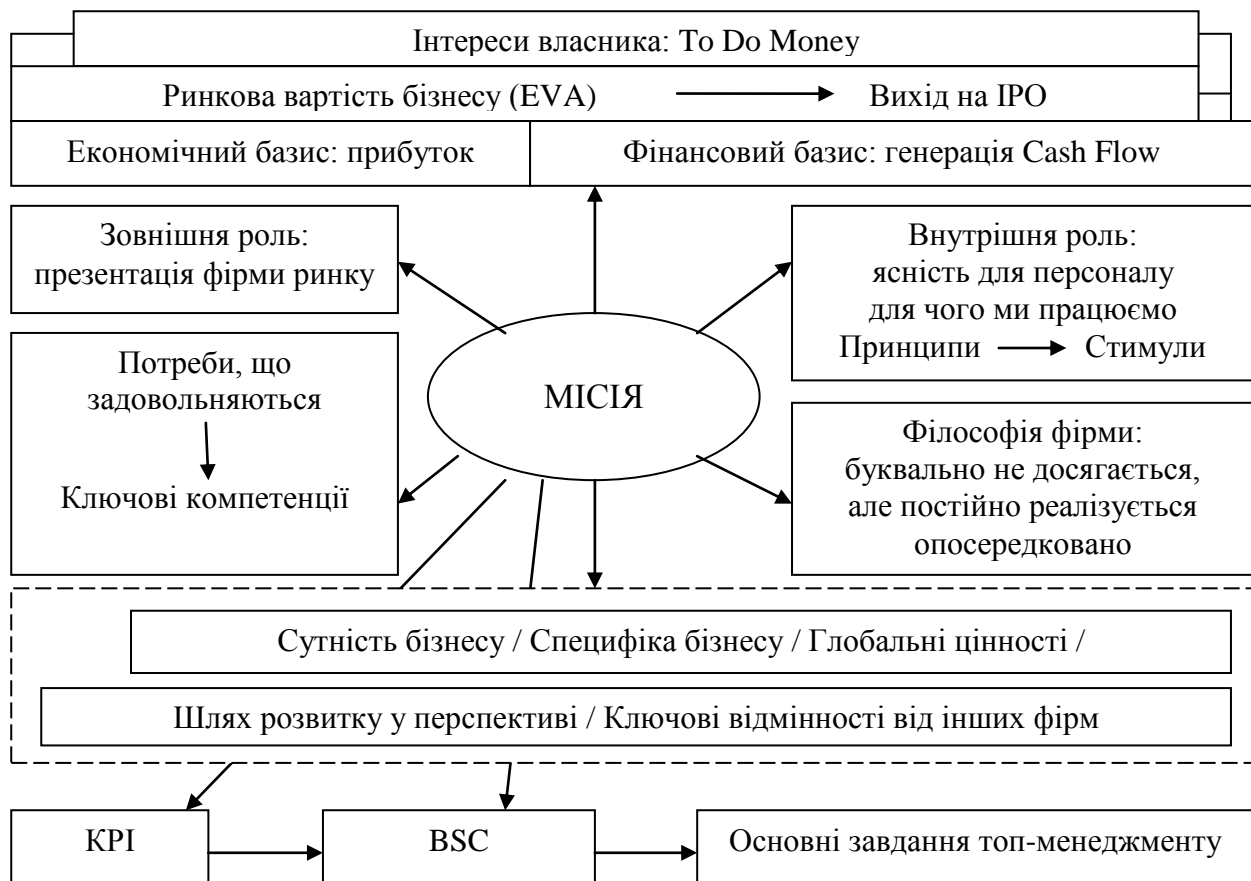 Інтереси власника: To Do Money
Ринкова вартість бізнесу (EVA) Вихід на IPO
Економічний базис: прибуток
Фінансовий базис: генерація Cash Flow
Зовнішня роль:
презентація фірми ринку
Внутрішня роль:
ясність для персоналу
для чого ми працюємо
Принципи Стимули
Потреби, що
задовольняються
Ключові компетенції
МІСІЯ
Філософія фірми:
буквально не досягається,
але постійно реалізується
опосередковано
Сутність бізнесу / Специфіка бізнесу / Глобальні цінності /
Шлях розвитку у перспективі / Ключові відмінності від інших фірм
KPI
BSC
Основні завдання топ-менеджменту